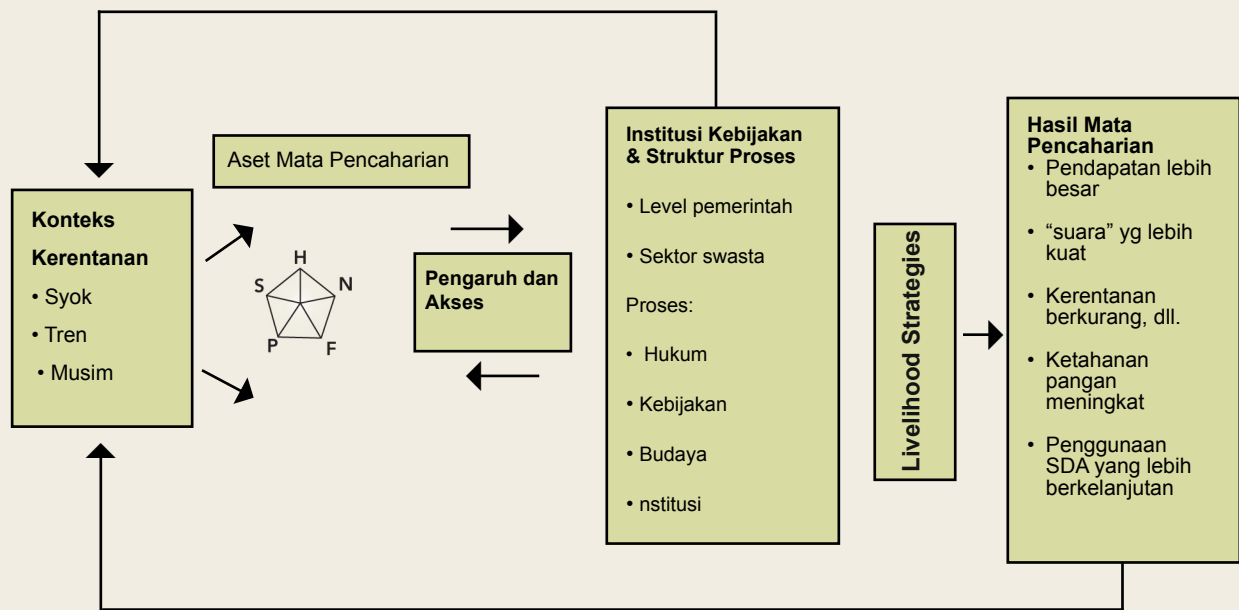 Konteks
Kerentanan
• Syok
• Tren
• Musim
Aset Mata Pencaharian
H
S
N
P
F
Pengaruh dan
Akses
Institusi Kebijakan
& Struktur Proses
• Level pemerintah
• Sektor swasta
Proses:
• Hukum
• Kebijakan
• Budaya
• nstitusi
Livelihood Strategies
Hasil Mata
Pencaharian
• Pendapatan lebih
besar
• “suara” yg lebih
kuat
• Kerentanan
berkurang, dll.
• Ketahanan
pangan
meningkat
• Penggunaan
SDA yang lebih
berkelanjutan